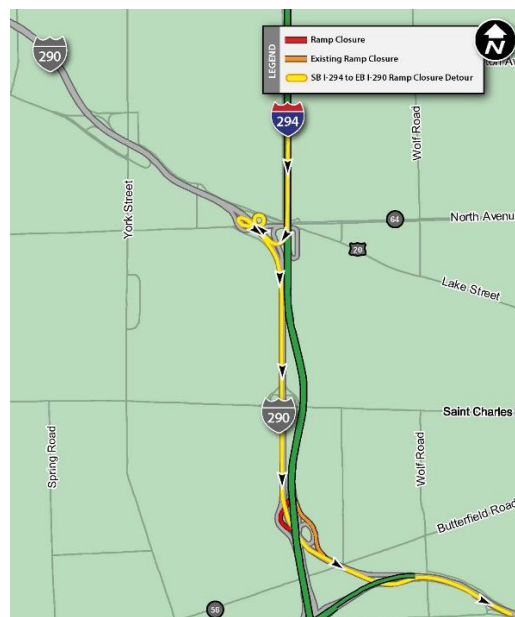 LEGEND
Ramp Closure
Existing Ramp Closure
SB I-294 to EB I-290 Ramp Closure Detour
N
290
294
Wolf Road
York Street
64
North Avenu
20
Lake Street
290
Saint Charles
Spring Road
Wolf Road
Butterfield Road
56